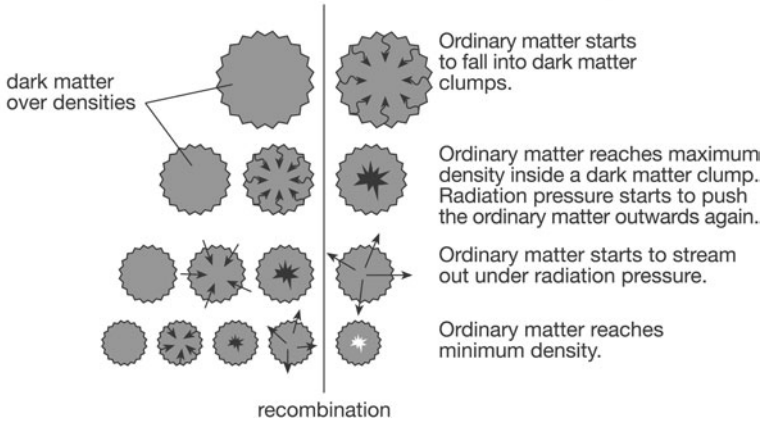 Ordinary matter starts
to fall into dark matter
clumps.
dark matter
over densities
Ordinary matter reaches maximum
density inside a dark matter clump..
Radiation pressure starts to push
the ordinary matter outwards again..
Ordinary matter starts to stream
out under radiation pressure.
Ordinary matter reaches
minimum density.
recombination